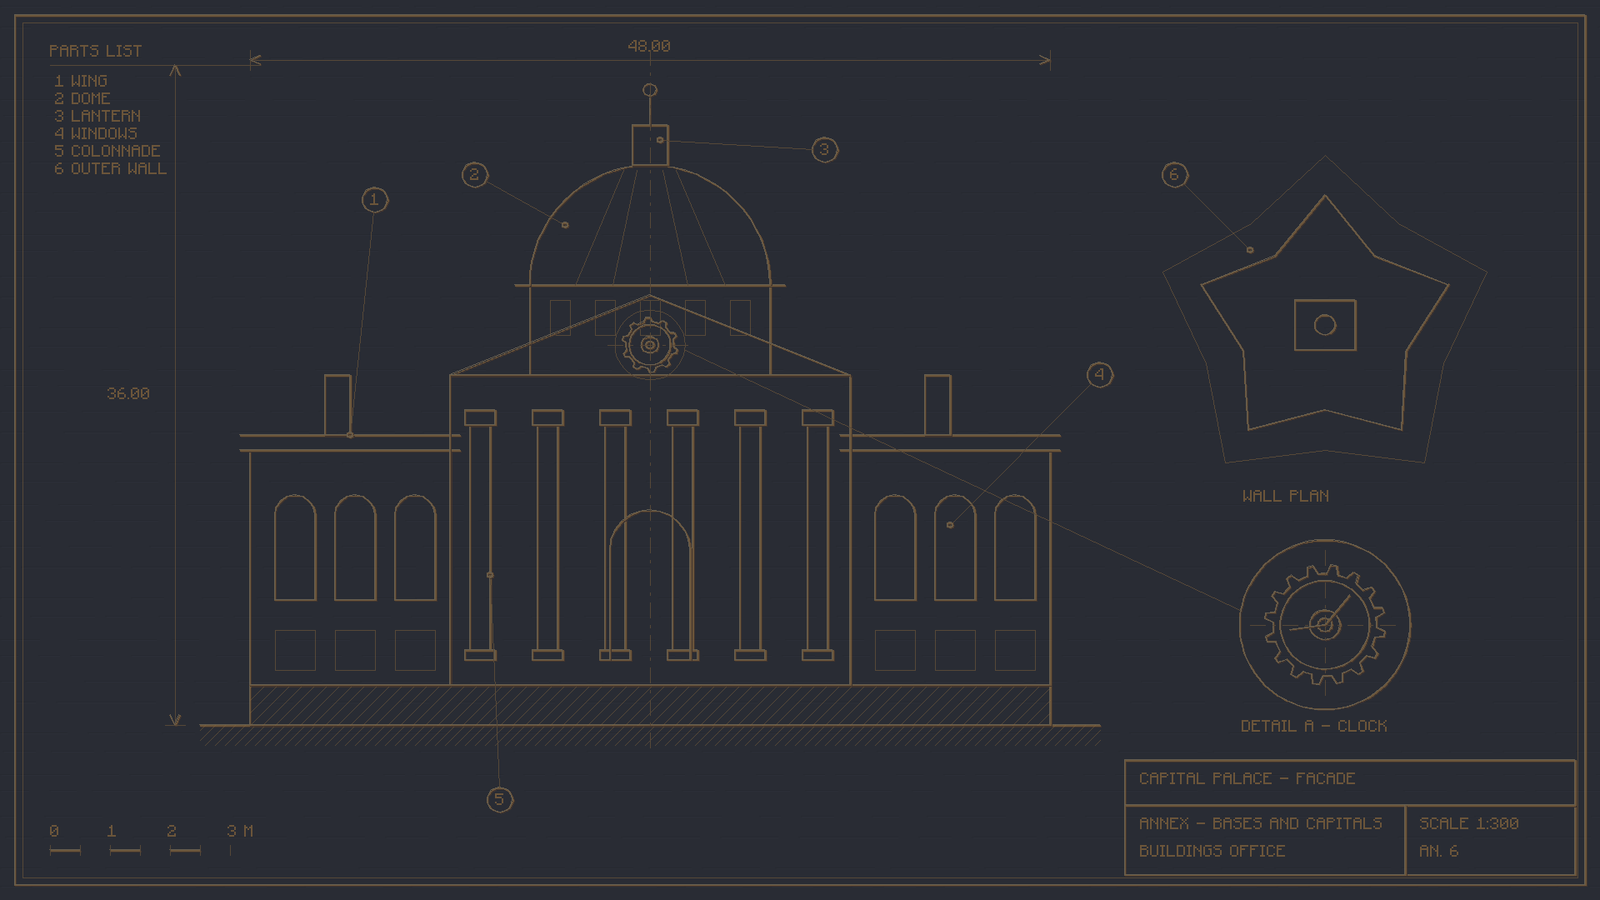 PARTS LIST
1 WING
2 DOME
3 LANTERN
4 WINDOWS
5 COLONNADE
6 OUTER WALL
48.00
36.00
1
2
3
4
5
6
WALL PLAN
DETAIL A - CLOCK
0 1 2 3 M
CAPITAL PALACE - FACADE
ANNEX - BASES AND CAPITALS
BUILDINGS OFFICE
SCALE 1:300
AN. 6